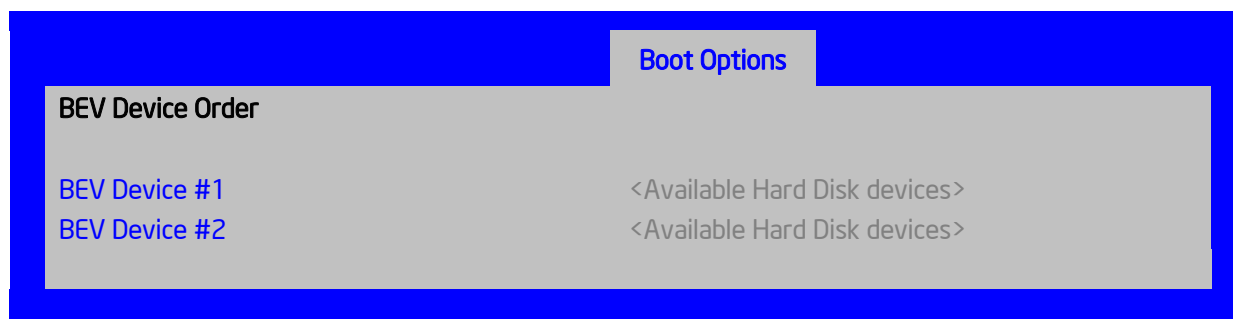 Boot Options
BEV Device Order
BEV Device #1 <Available Hard Disk devices>
BEV Device #2 <Available Hard Disk devices>